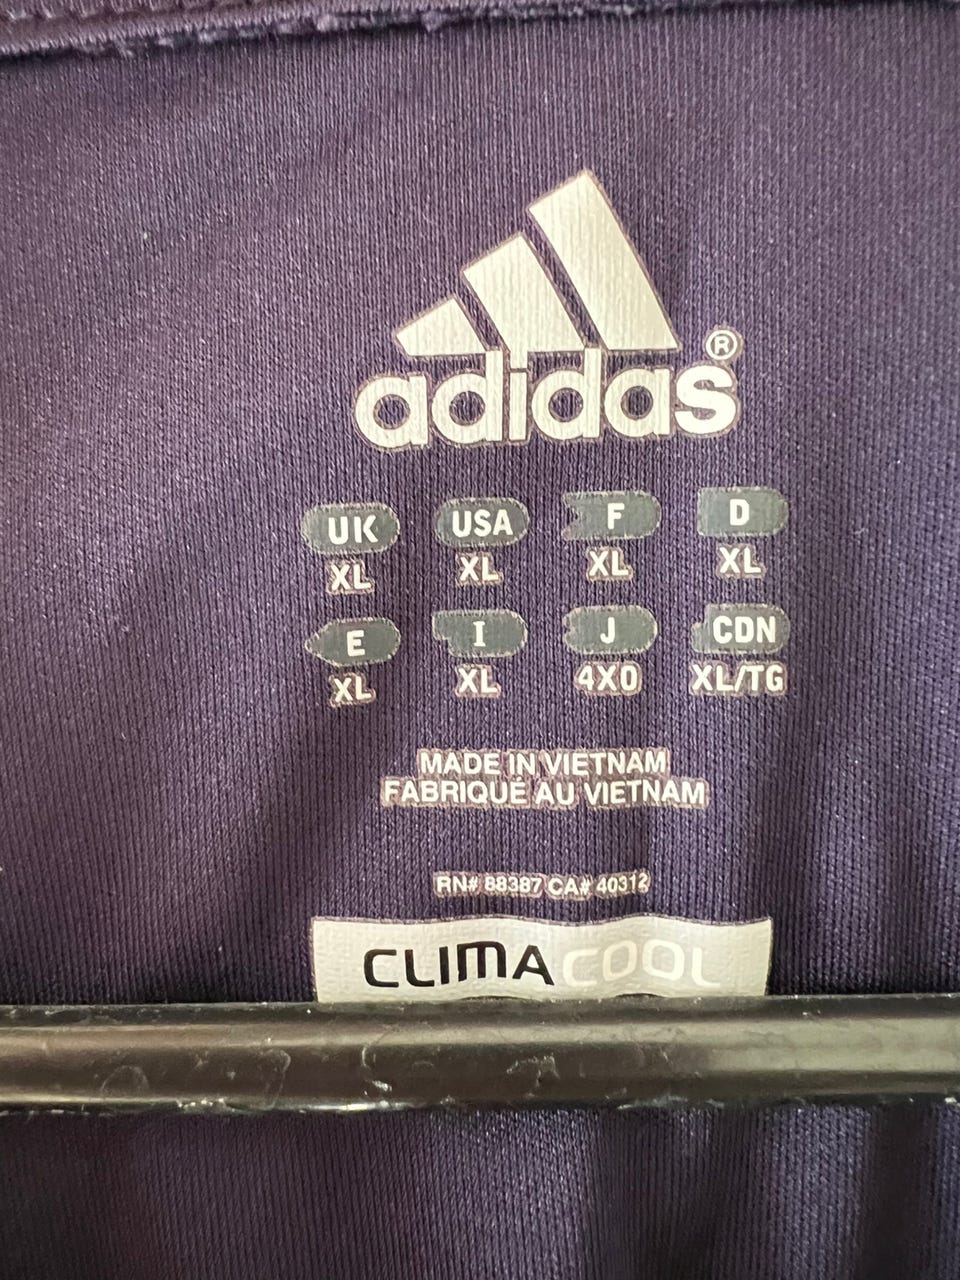 adidas®
UK USA F D
XL XL XL XL
E I J CDN
XL XL 4XO XL/TG
MADE IN VIETNAM
FABRIQUÉ AU VIETNAM
RN# 88387 CA# 40312
CLIMACOOL